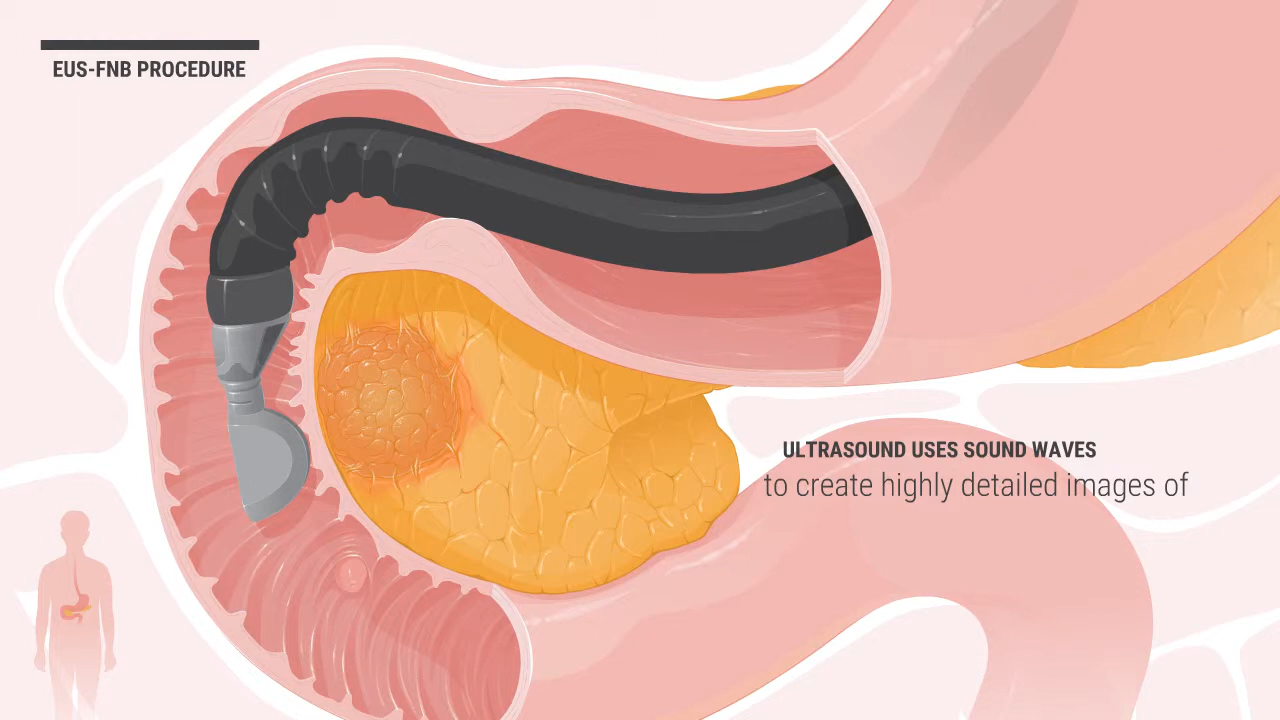 EUS-FNB PROCEDURE
ULTRASOUND USES SOUND WAVES
to create highly detailed images of